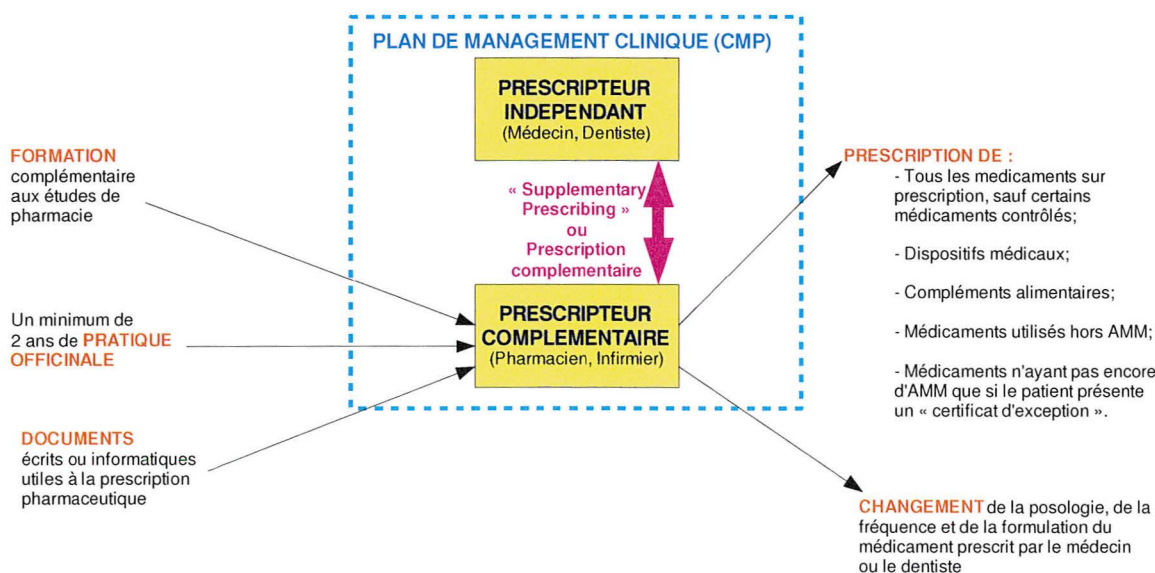 PLAN DE MANAGEMENT CLINIQUE (CMP)
PRESCRIPTEUR
INDEPENDANT
(Médecin, Dentiste)
FORMATION
complémentaire
aux études de
pharmacie
« Supplementary
Prescribing »
ou
Prescription
complementaire
PRESCRIPTION DE :
- Tous les medicaments sur
prescription, sauf certains
médicaments contrôlés;
- Dispositifs médicaux;
- Compléments alimentaires;
- Médicaments utilisés hors AMM;
- Médicaments n'ayant pas encore
d'AMM que si le patient présente
un « certificat d'exception ».
Un minimum de
2 ans de PRATIQUE
OFFICINALE
PRESCRIPTEUR
COMPLEMENTAIRE
(Pharmacien, Infirmier)
DOCUMENTS
écrits ou informatiques
utiles à la prescription
pharmaceutique
CHANGEMENT de la posologie, de la
fréquence et de la formulation du
médicament prescrit par le médecin
ou le dentiste